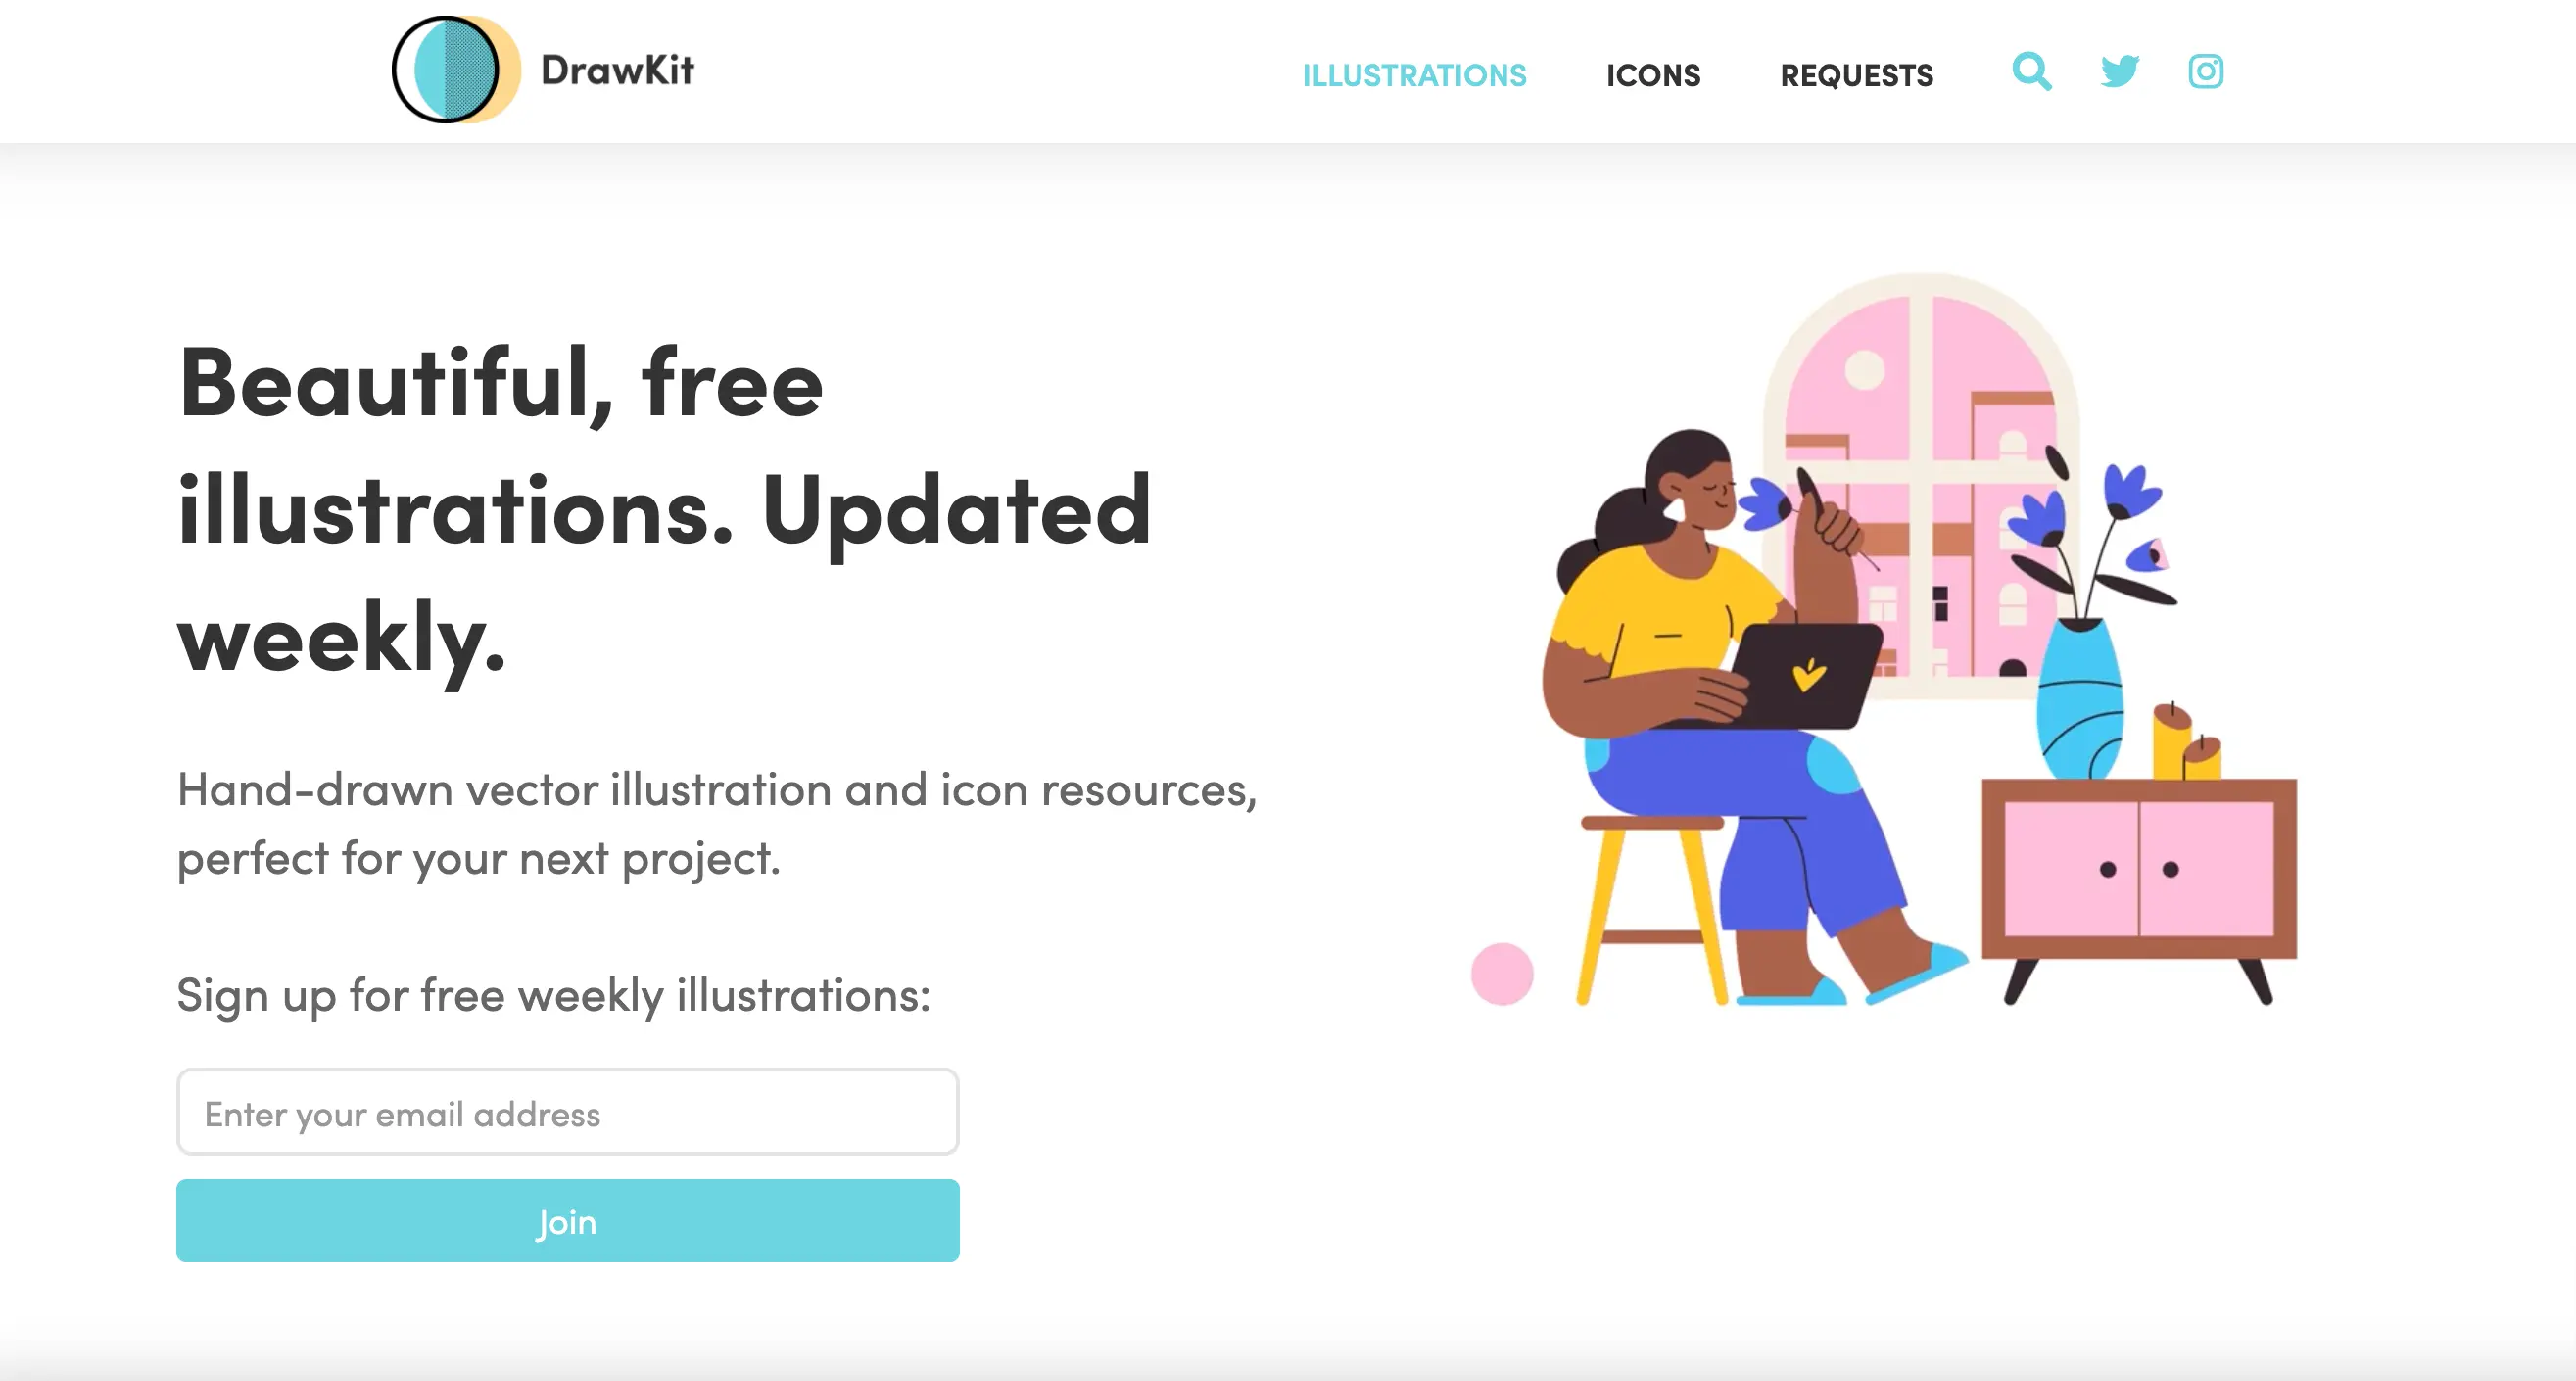 DrawKit
ILLUSTRATIONS
ICONS
REQUESTS
Beautiful, free
illustrations. Updated
weekly.
Hand-drawn vector illustration and icon resources,
perfect for your next project.
Sign up for free weekly illustrations:
Enter your email address
Join